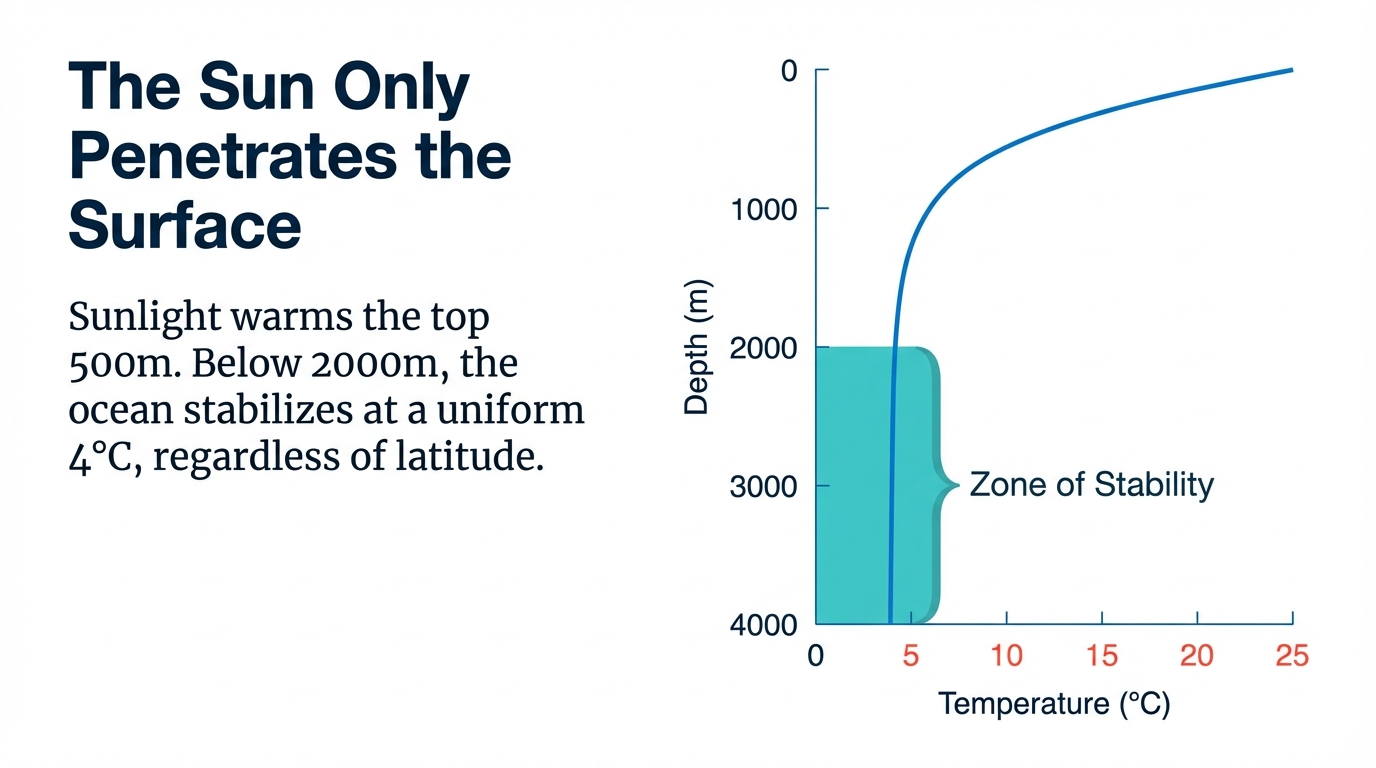 The Sun Only
Penetrates the
Surface
Sunlight warms the top
500m. Below 2000m, the
ocean stabilizes at a uniform
4°C, regardless of latitude.
Depth (m)
0
1000
2000
3000
4000
Zone of Stability
0 5 10 15 20 25
Temperature (°C)